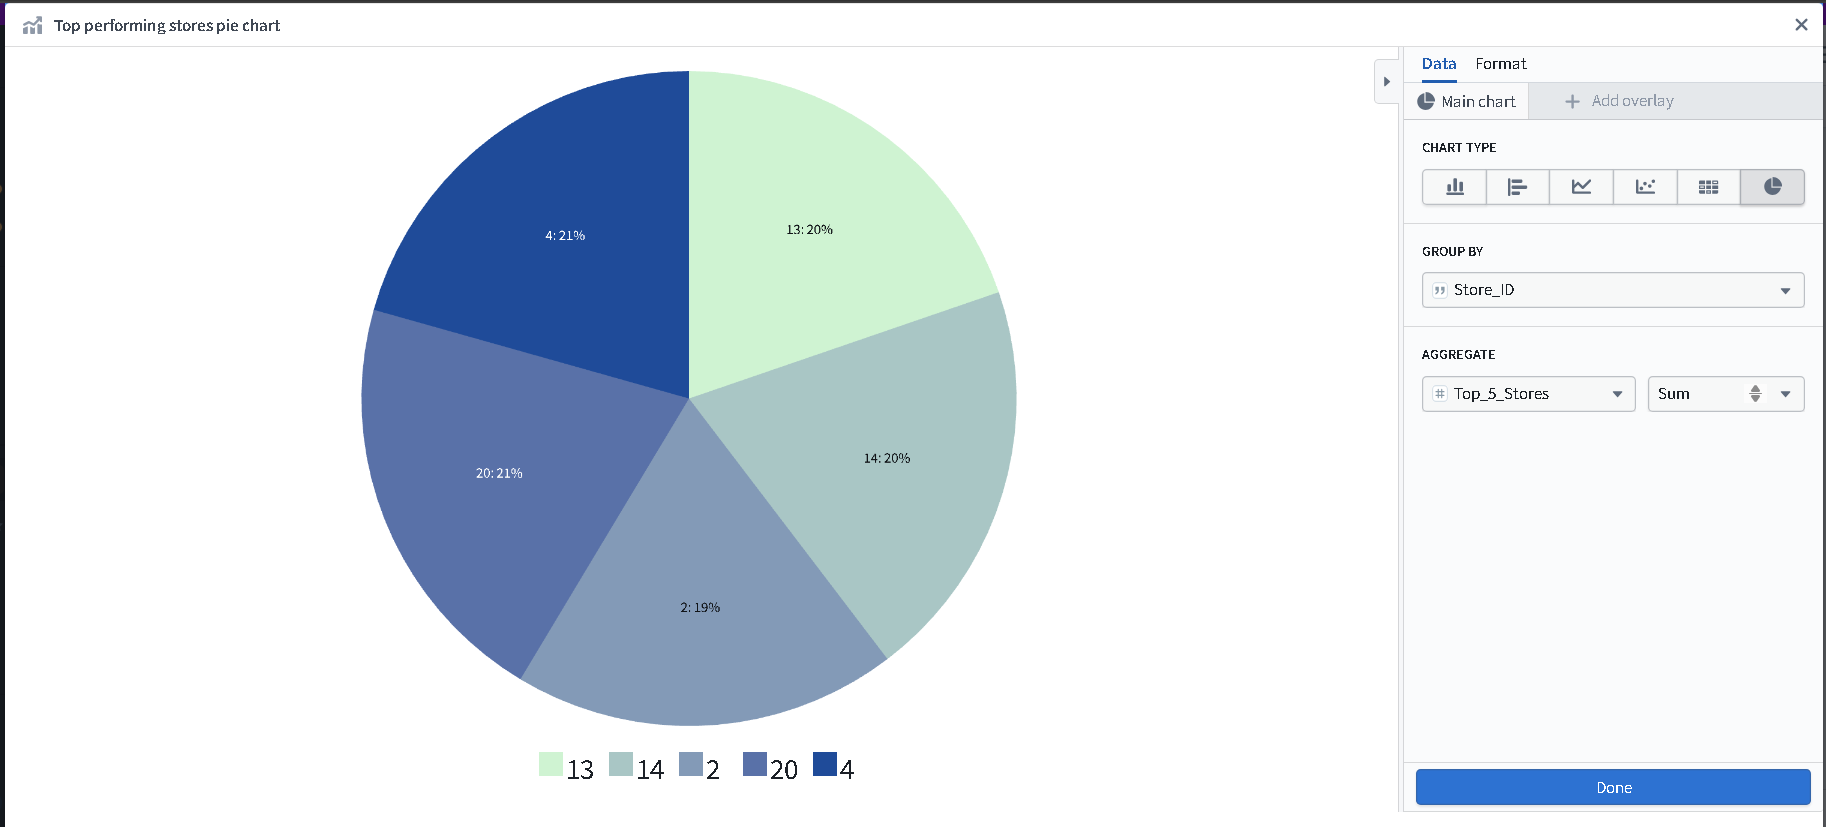 Top performing stores pie chart
Data Format
Main chart Add overlay
CHART TYPE
GROUP BY
Store_ID
AGGREGATE
# Top_5_Stores Sum
4: 21%
13: 20%
14: 20%
20: 21%
2: 19%
13 14 2 20 4
Done